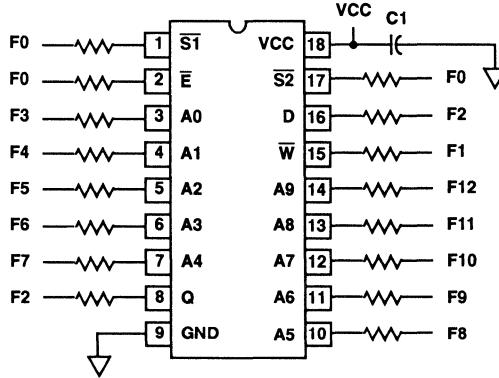 VCC C1
F0 1 S̅1̅ VCC 18
F0 2 E̅ S̅2̅ 17 F0
F3 3 A0 D 16 F2
F4 4 A1 W̅ 15 F1
F5 5 A2 A9 14 F12
F6 6 A3 A8 13 F11
F7 7 A4 A7 12 F10
F2 8 Q A6 11 F9
9 GND A5 10 F8